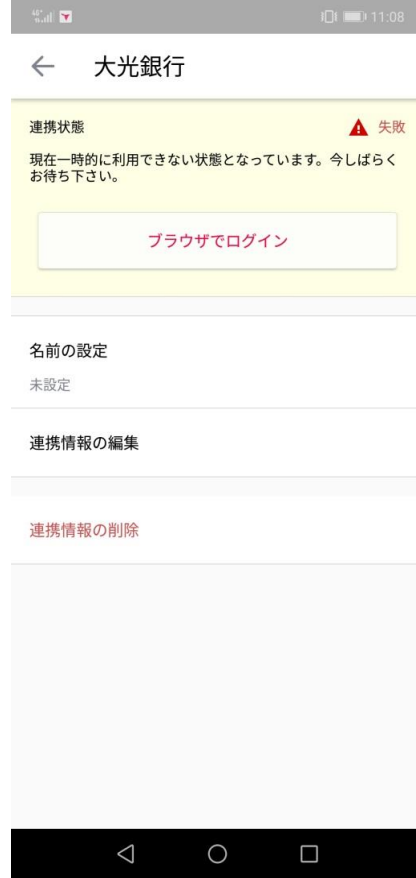 46+ 11:08
大光銀行
連携状態 失敗
現在一時的に利用できない状態となっています。今しばらく
お待ち下さい。
ブラウザでログイン
名前の設定
未設定
連携情報の編集
連携情報の削除